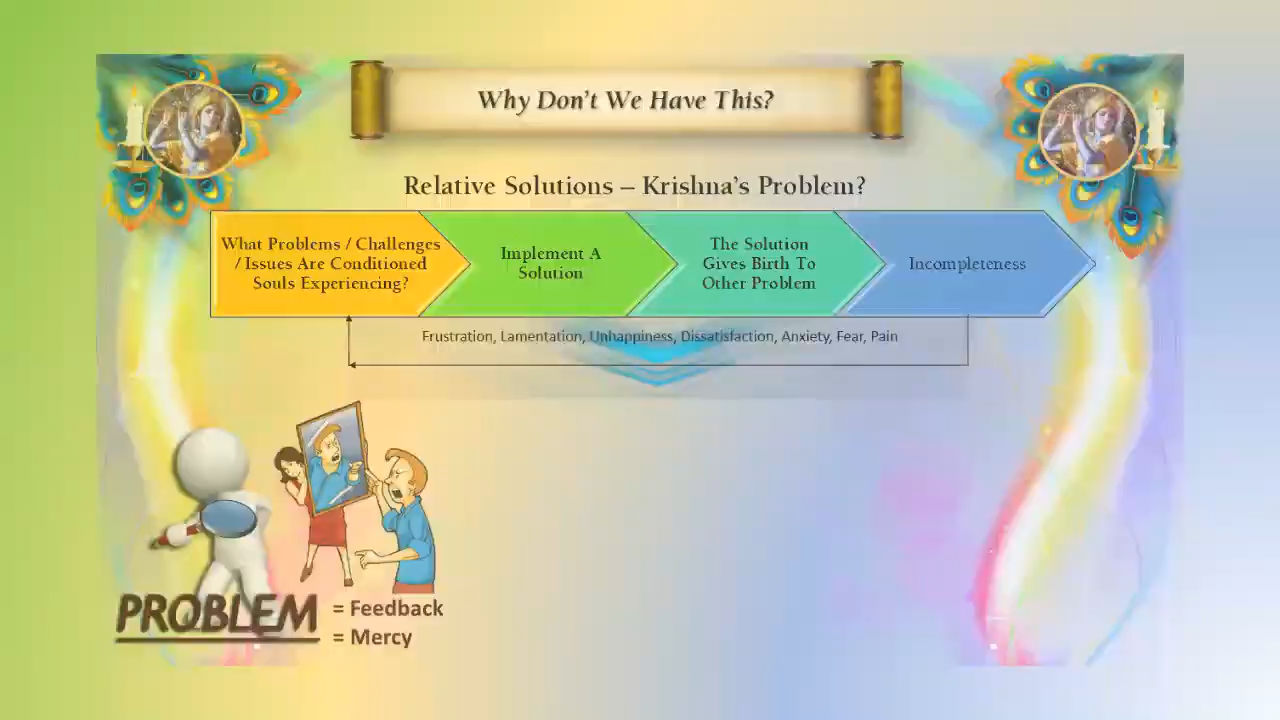 Why Don't We Have This?
Relative Solutions – Krishna's Problem?
What Problems / Challenges
/ Issues Are Conditioned
Souls Experiencing?
Implement A
Solution
The Solution
Gives Birth To
Other Problem
Incompleteness
Frustration, Lamentation, Unhappiness, Dissatisfaction, Anxiety, Fear, Pain
PROBLEM
= Feedback
= Mercy